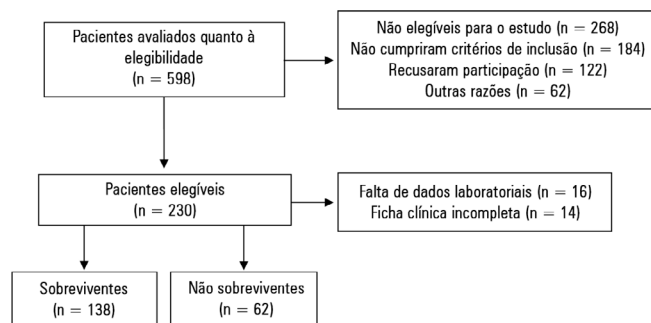 Pacientes avaliados quanto à
elegibilidade
(n = 598)
Não elegíveis para o estudo (n = 268)
Não cumpriram critérios de inclusão (n = 184)
Recusaram participação (n = 122)
Outras razões (n = 62)
Pacientes elegíveis
(n = 230)
Falta de dados laboratoriais (n = 16)
Ficha clínica incompleta (n = 14)
Sobreviventes
(n = 138)
Não sobreviventes
(n = 62)